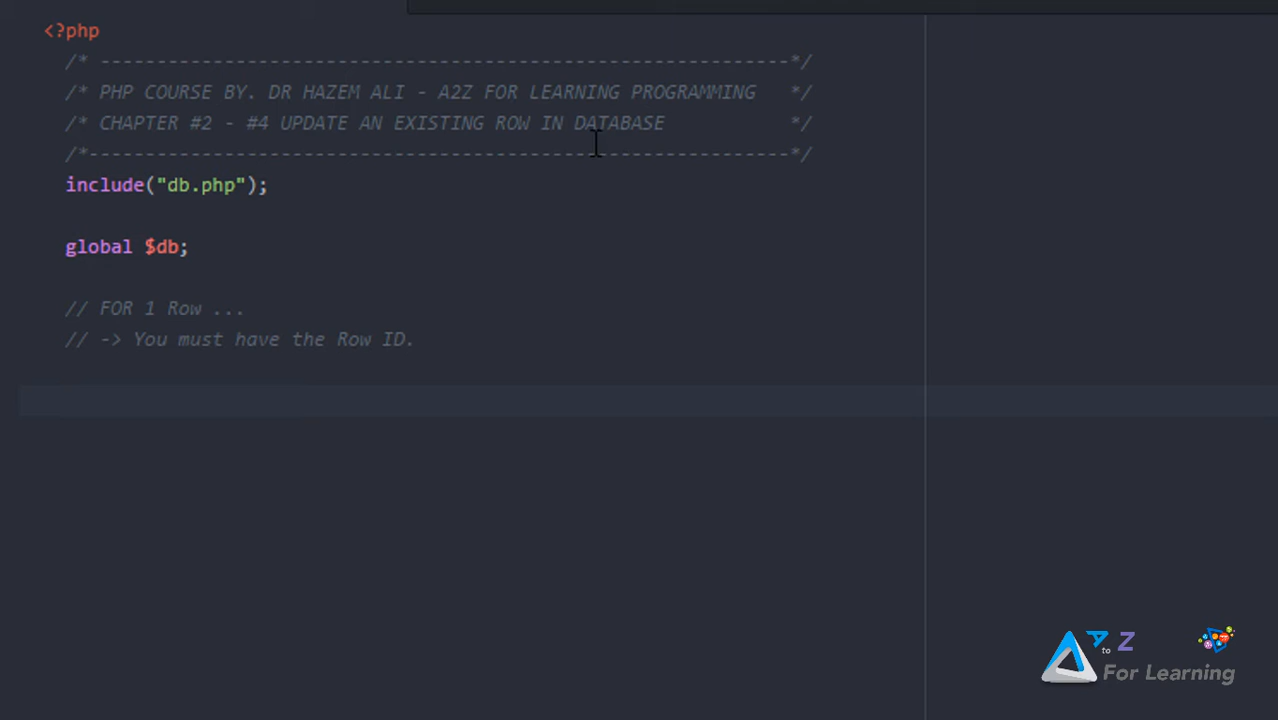 <?php
/* -------------------------------------------------------------*/
/* PHP COURSE BY. DR HAZEM ALI - A2Z FOR LEARNING PROGRAMMING   */
/* CHAPTER #2 - #4 UPDATE AN EXISTING ROW IN DATABASE           */
/*--------------------------------------------------------------*/
include("db.php");
global $db;
// FOR 1 Row ...
// -> You must have the Row ID.
A to Z
For Learning